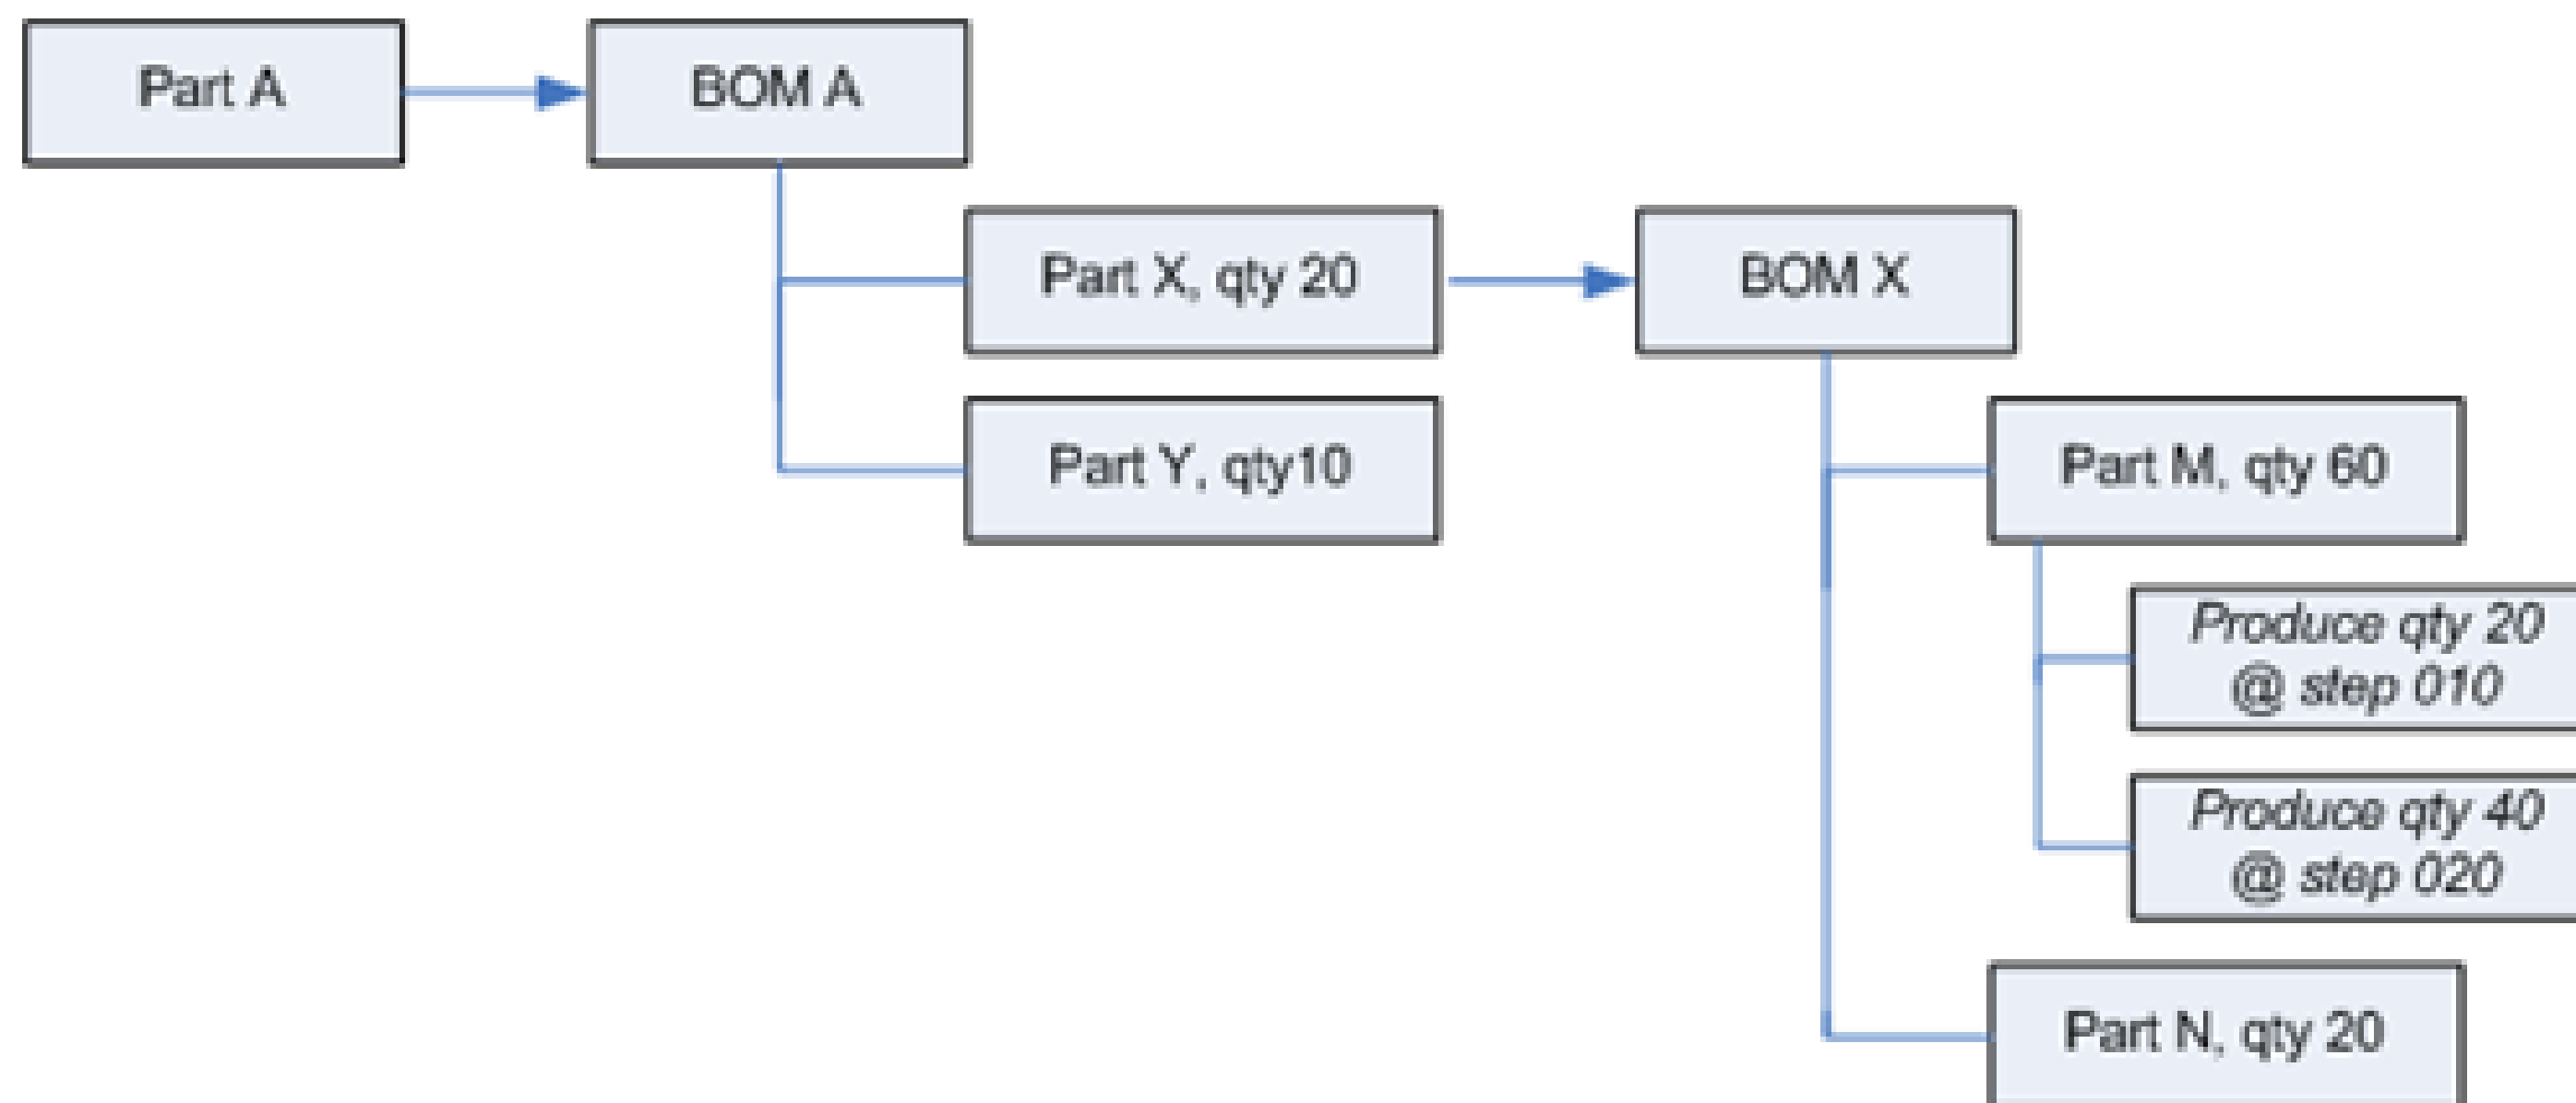 Part A
BOM A
Part X, qty 20
BOM X
Part Y, qty10
Part M, qty 60
Produce qty 20
@ step 010
Produce qty 40
@ step 020
Part N, qty 20